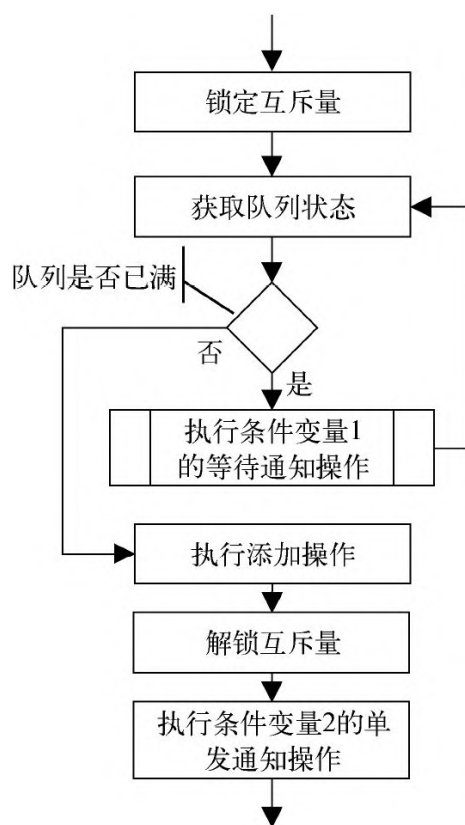 锁定互斥量
获取队列状态
队列是否已满
否
是
执行条件变量1
的等待通知操作
执行添加操作
解锁互斥量
执行条件变量2的单
发通知操作